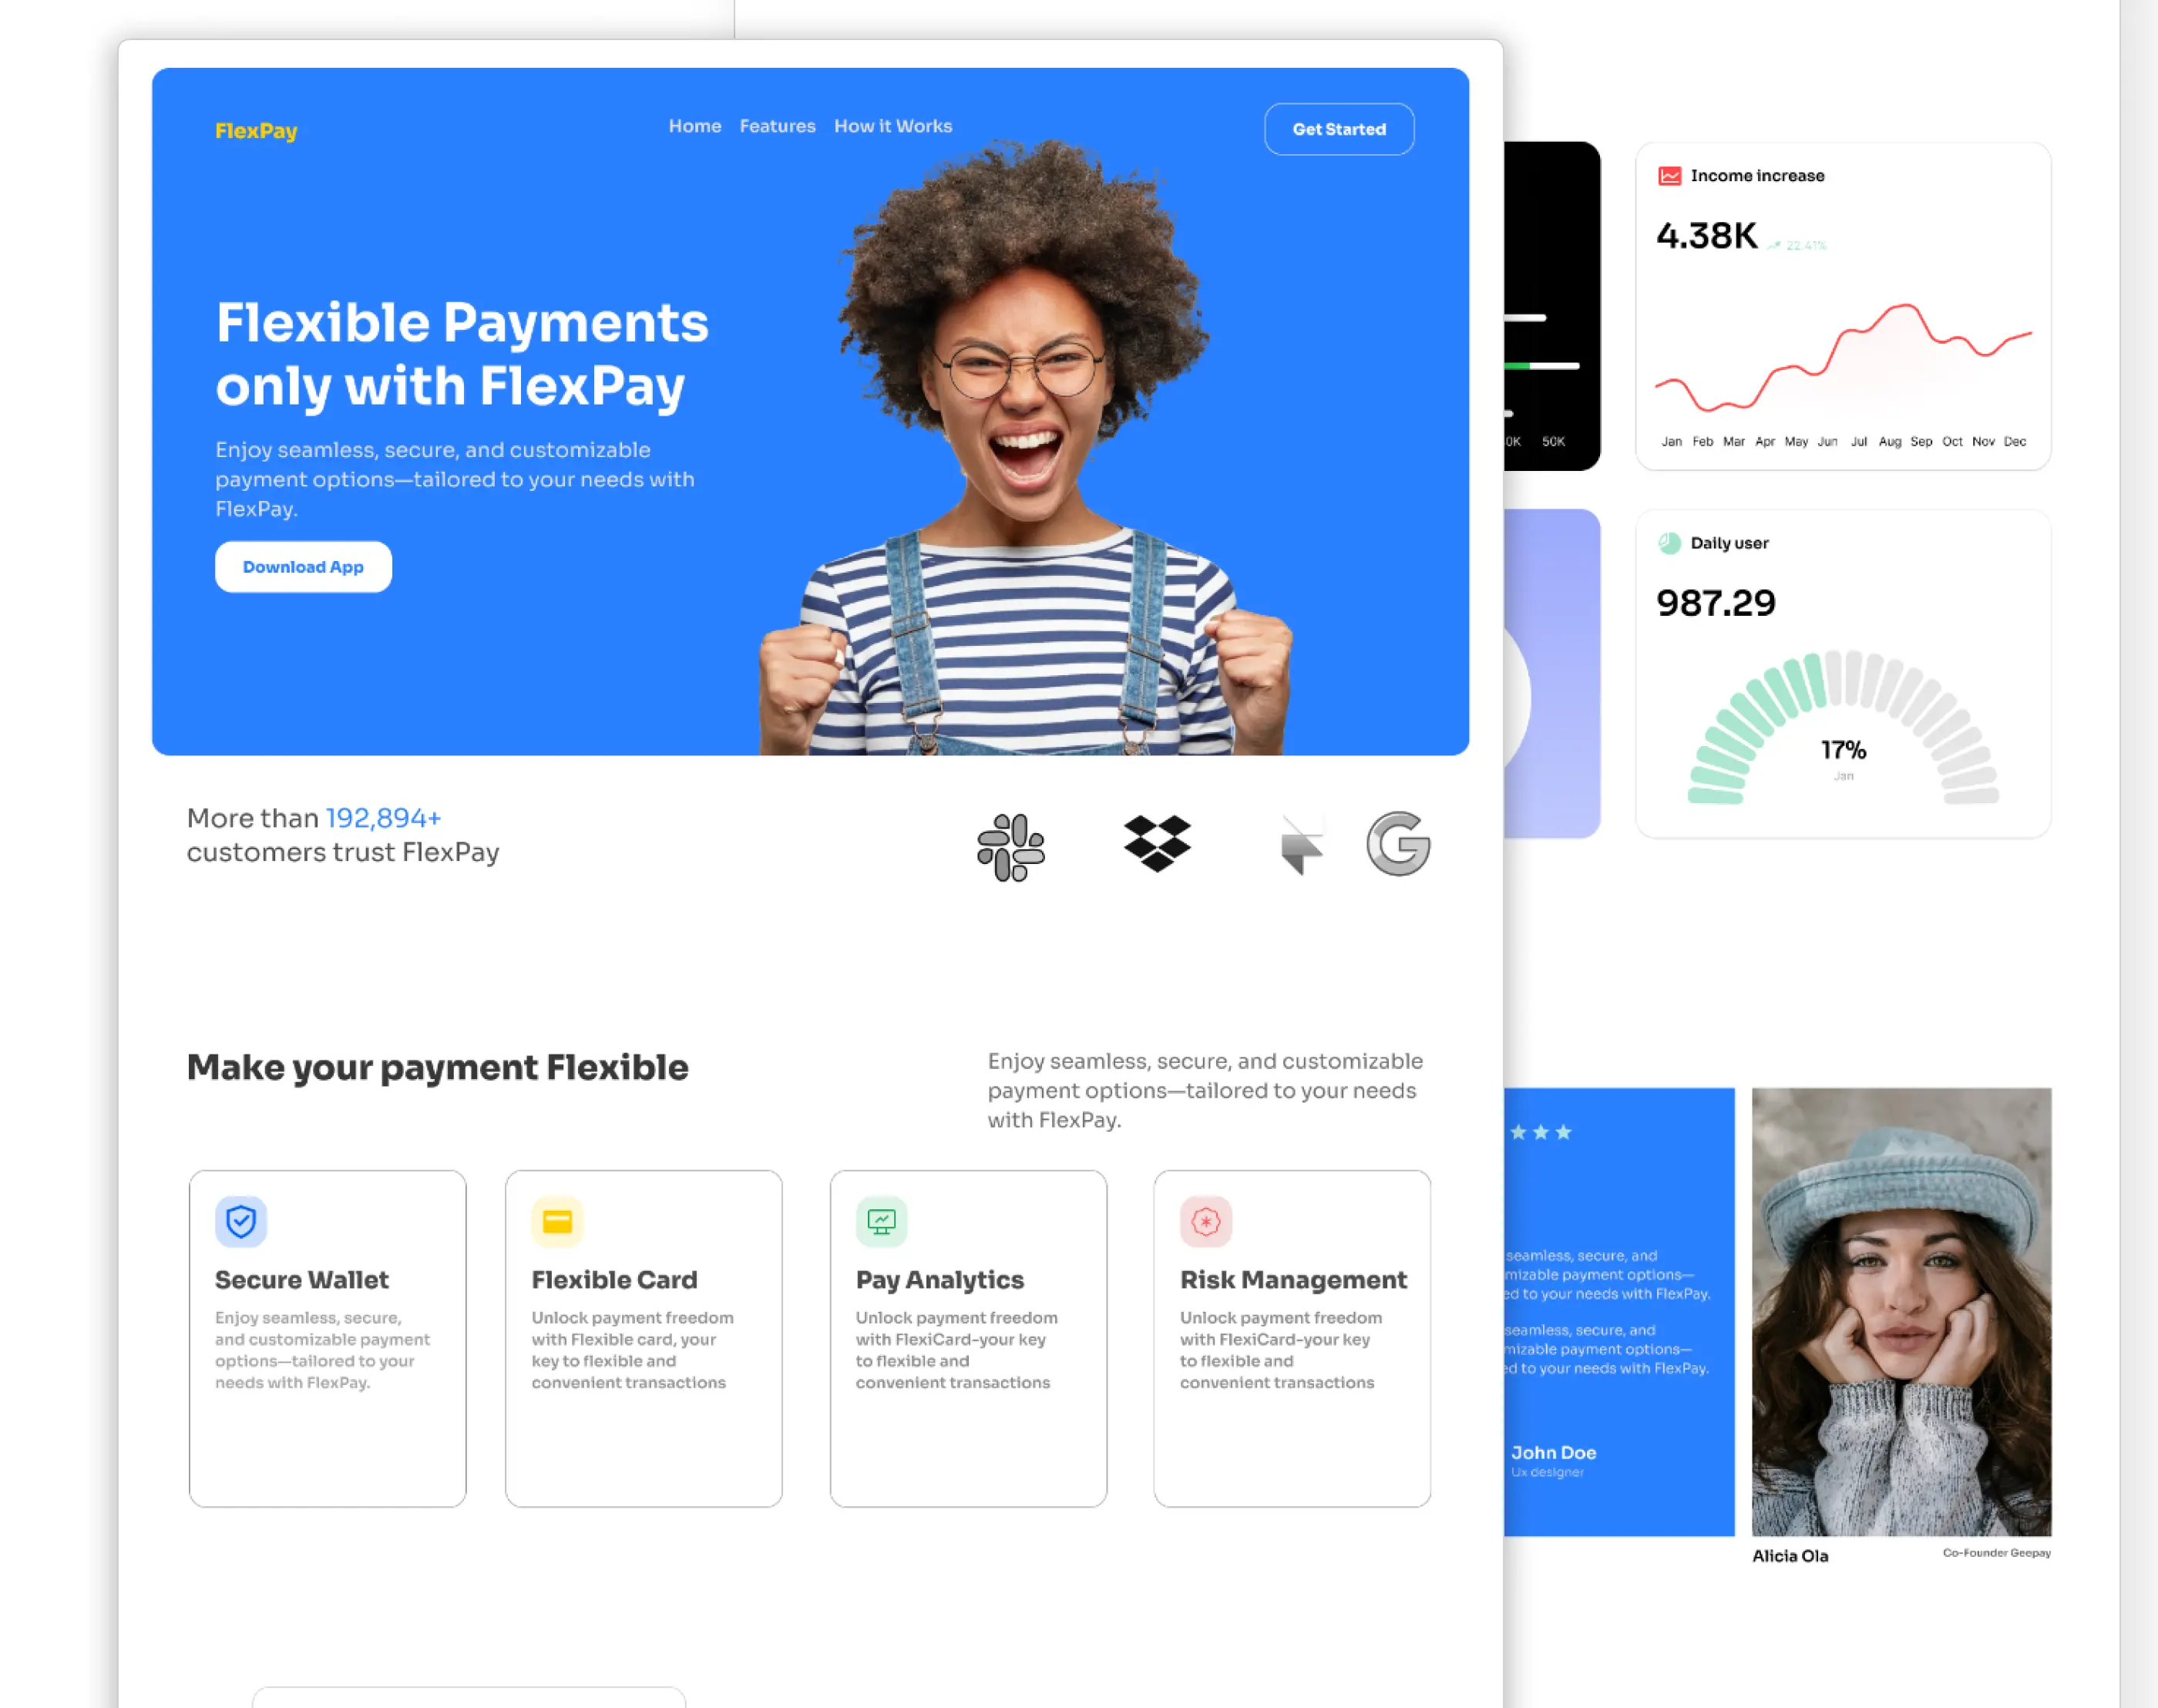 FlexPay
Home Features How it Works
Get Started
Flexible Payments
only with FlexPay
Enjoy seamless, secure, and customizable
payment options—tailored to your needs with
FlexPay.
Download App
More than 192,894+
customers trust FlexPay
Make your payment Flexible
Enjoy seamless, secure, and customizable
payment options—tailored to your needs
with FlexPay.
Secure Wallet
Enjoy seamless, secure,
and customizable payment
options—tailored to your
needs with FlexPay.
Flexible Card
Unlock payment freedom
with Flexible card, your
key to flexible and
convenient transactions
Pay Analytics
Unlock payment freedom
with FlexiCard-your key
to flexible and
convenient transactions
Risk Management
Unlock payment freedom
with FlexiCard-your key
to flexible and
convenient transactions
50K
Income increase
4.38K 22.41%
Jan Feb Mar Apr May Jun Jul Aug Sep Oct Nov Dec
Daily user
987.29
17%
Jan
seamless, secure, and
mizable payment options—
ed to your needs with FlexPay.
seamless, secure, and
mizable payment options—
ed to your needs with FlexPay.
John Doe
Ux designer
Alicia Ola
Co-Founder Geepay